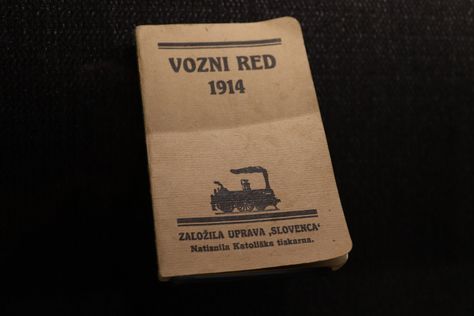 VOZNI RED
1914
ZALOŽILA UPRAVA ‚SLOVENCA‘
Natisnila Katoliška tiskarna.